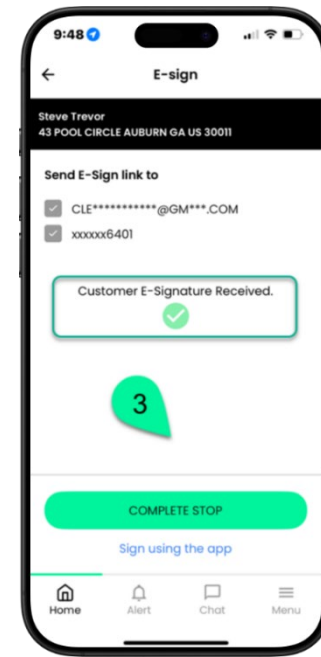 9:48
E-sign
Steve Trevor
43 POOL CIRCLE AUBURN GA US 30011
Send E-Sign link to
CLE***********@GM***.COM
xxxxxx6401
Customer E-Signature Received.
3
COMPLETE STOP
Sign using the app
Home Alert Chat Menu